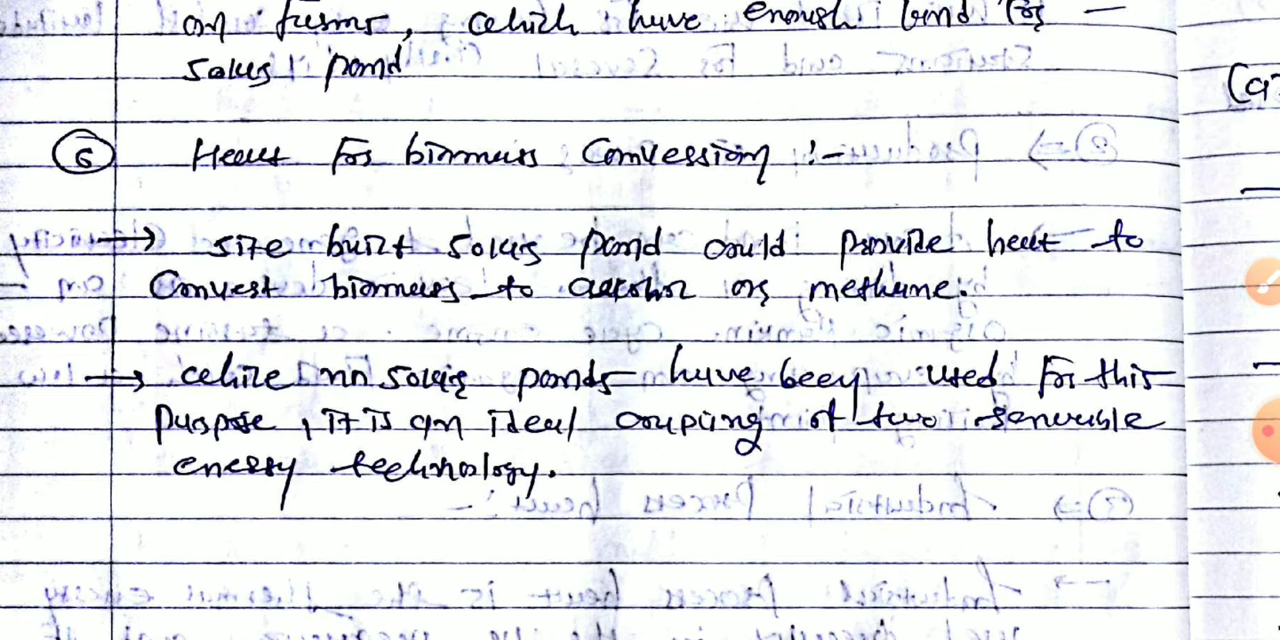 on farms, which have enough land for -
solar pond
⑥ Heat for biomass Conversion :-
→ site built solar pond could provide heat to
Convert biomass to alcohol or methane.
→ while no solar ponds have been used for this
Purpose, it is an ideal coupling of two renewable
energy technology.